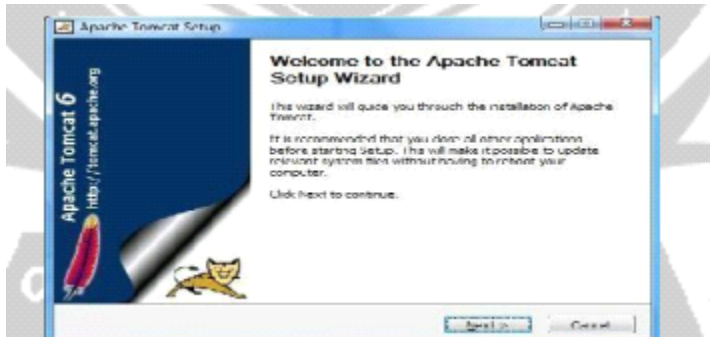 Apache Tomcat Setup
Apache Tomcat 6
http://tomcat.apache.org
Welcome to the Apache Tomcat
Setup Wizard
This wizard will guide you through the installation of Apache
Tomcat.
It is recommended that you close all other applications
before starting Setup. This will make it possible to update
relevant system files without having to reboot your
computer.
Click Next to continue.
Next >
Cancel